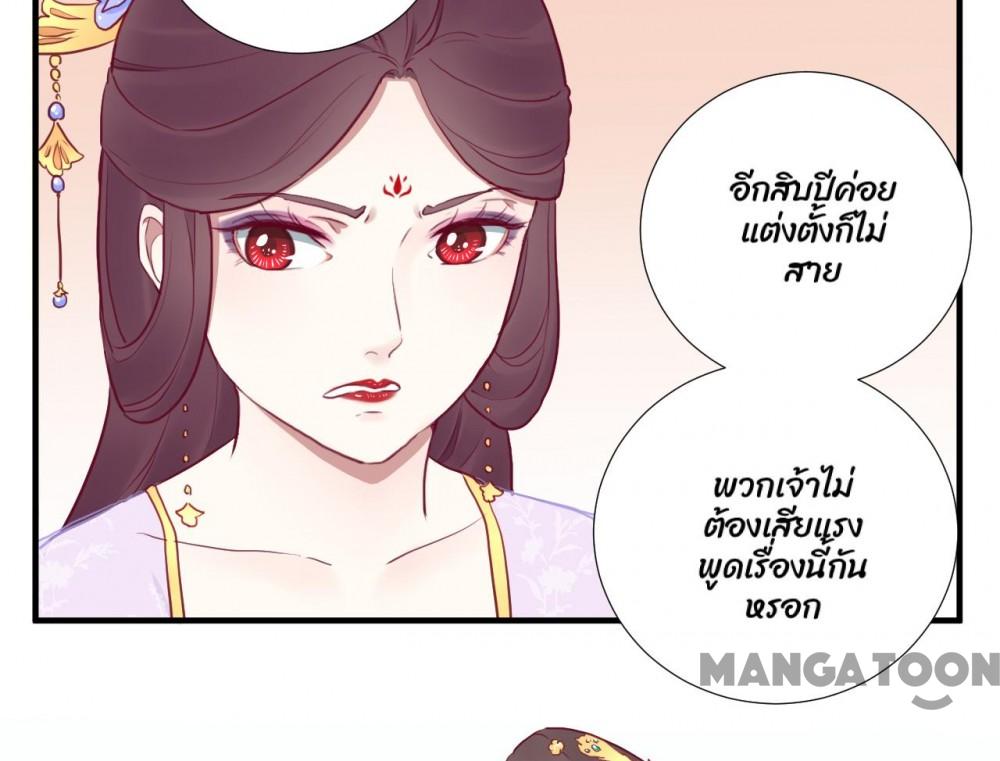 อีกสิบปีค่อย
แต่งตั้งก็ไม่
สาย
พวกเจ้าไม่
ต้องเสียแรง
พูดเรื่องนี้กัน
หรอก
MANGATOON